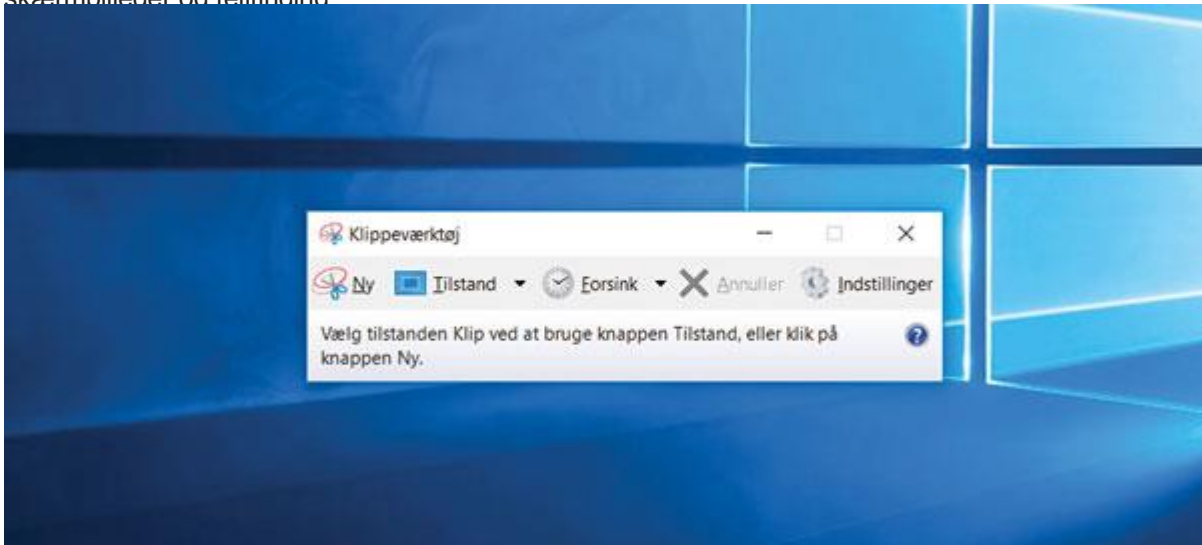 Klippeværktøj
Ny Tilstand Forsink Annuller Indstillinger
Vælg tilstanden Klip ved at bruge knappen Tilstand, eller klik på
knappen Ny.